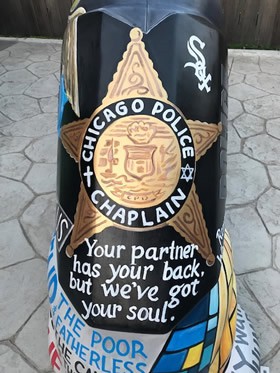 Sox
CHICAGO POLICE
CHAPLAIN
Your partner
has your back,
but we've got
your soul.
THE POOR
FATHERLESS